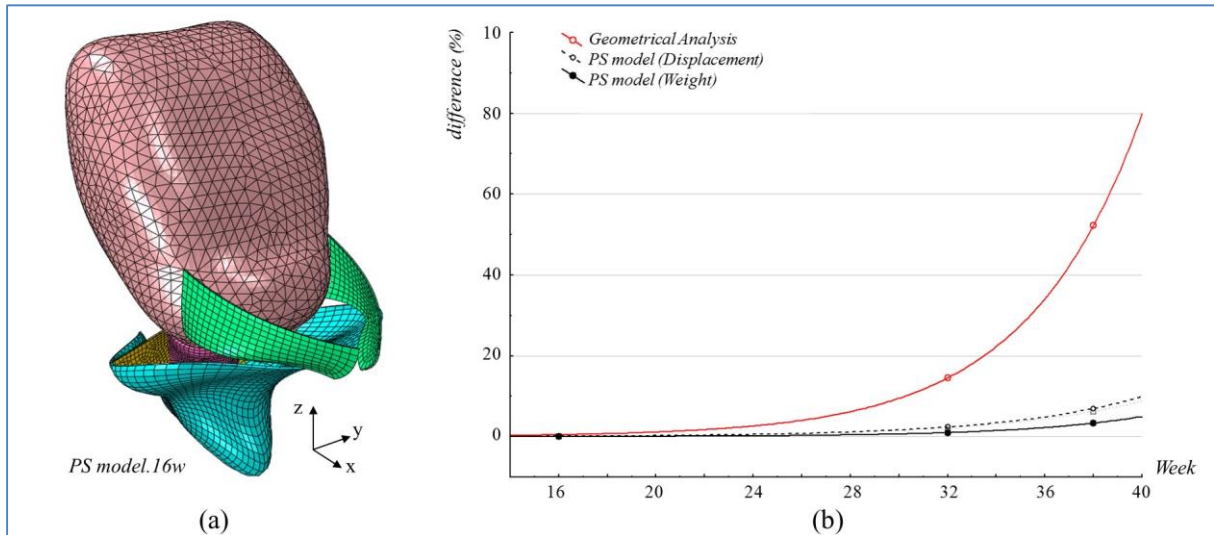 z
y
x
PS model.16w
(a)
difference (%)
10
80
60
40
20
0
Geometrical Analysis
PS model (Displacement)
PS model (Weight)
16
20
24
28
32
36
40
Week
(b)